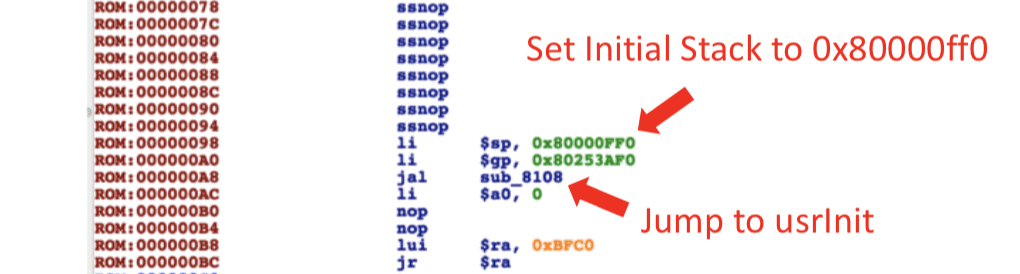 ROM:00000078 ssnop
ROM:0000007C ssnop
ROM:00000080 ssnop
ROM:00000084 ssnop
ROM:00000088 ssnop
ROM:0000008C ssnop
ROM:00000090 ssnop
ROM:00000094 ssnop
ROM:00000098 li $sp, 0x80000FF0
ROM:000000A0 li $gp, 0x80253AF0
ROM:000000A8 jal sub_8108
ROM:000000AC li $a0, 0
ROM:000000B0 nop
ROM:000000B4 nop
ROM:000000B8 lui $ra, 0xBFC0
ROM:000000BC jr $ra
Set Initial Stack to 0x80000ff0
Jump to usrInit